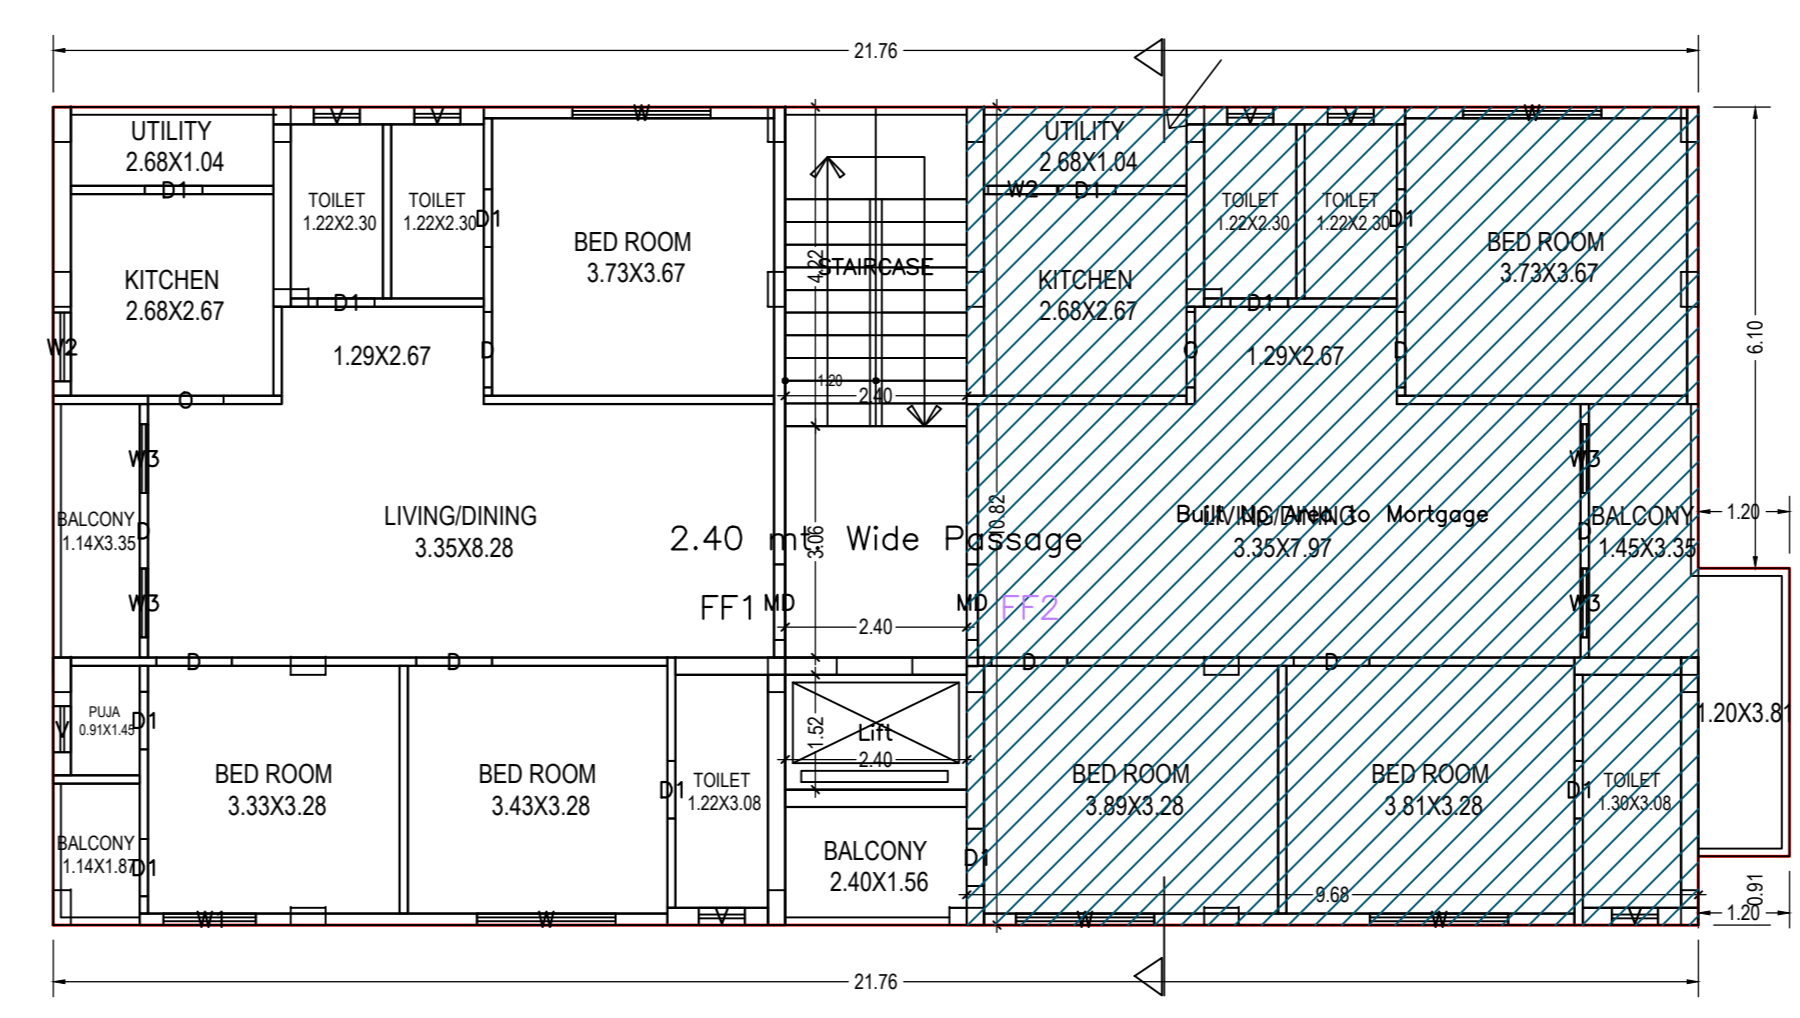 21.76
V
V
W
V
V
W
UTILITY
2.68X1.04
D1
TOILET
1.22X2.30
TOILET
1.22X2.30
D1
BED ROOM
3.73X3.67
KITCHEN
2.68X2.67
D1
W2
1.29X2.67
D
O
4.22
STAIRCASE
1.20
2.40
UTILITY
2.68X1.04
W2
D1
TOILET
1.22X2.30
TOILET
1.22X2.30
D1
BED ROOM
3.73X3.67
KITCHEN
2.68X2.67
D1
O
1.29X2.67
D
6.10
W3
BALCONY
1.14X3.35
D
W3
LIVING/DINING
3.35X8.28
2.40 mt Wide Passage
3.06
10.82
FF1
MD
MD
FF2
2.40
Built Up Area to Mortgage
LIVING/DINING
3.35X7.97
W3
BALCONY
1.45X3.35
D
W3
1.20
D
D
D
D
PUJA
0.91X1.45
V
D1
BED ROOM
3.33X3.28
BED ROOM
3.43X3.28
D1
TOILET
1.22X3.08
1.52
Lift
2.40
BED ROOM
3.89X3.28
BED ROOM
3.81X3.28
D1
TOILET
1.30X3.08
1.20X3.81
BALCONY
1.14X1.87
D1
BALCONY
2.40X1.56
D1
9.68
0.91
1.20
W1
W
V
W
W
V
21.76